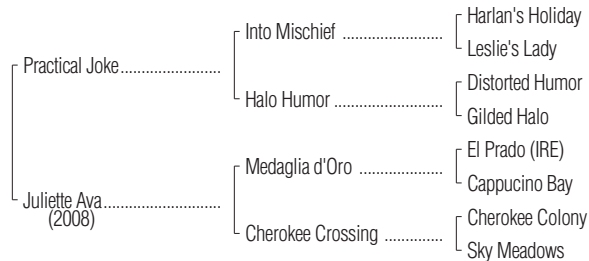 Harlan's Holiday
Into Mischief ........................
Leslie's Lady
Practical Joke........................
Distorted Humor
Halo Humor ..........................
Gilded Halo
El Prado (IRE)
Medaglia d'Oro ....................
Cappucino Bay
Juliette Ava............................
(2008)
Cherokee Colony
Cherokee Crossing ..............
Sky Meadows